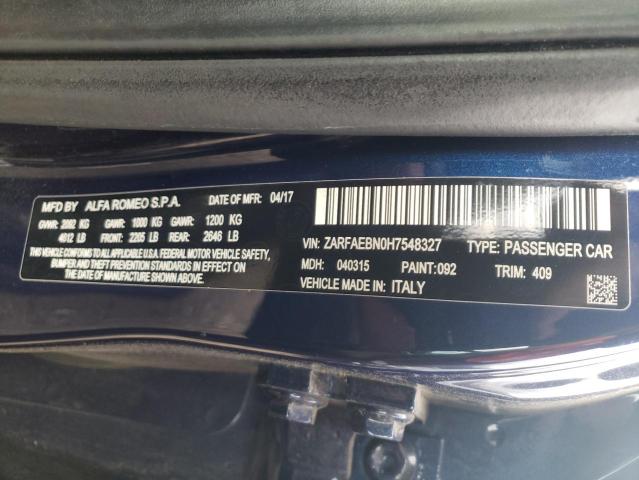 MFD BY ALFA ROMEO S.P.A. DATE OF MFR: 04/17
GVWR: 2002 KG GAWR: 1000 KG GAWR: 1200 KG
4012 LB FRONT: 2205 LB REAR: 2646 LB
THIS VEHICLE CONFORMS TO ALL APPLICABLE U.S.A. FEDERAL MOTOR VEHICLE SAFETY,
BUMPER AND THEFT PREVENTION STANDARDS IN EFFECT ON THE DATE OF
MANUFACTURE SHOWN ABOVE.
VIN: ZARFAEBN0H7548327 TYPE: PASSENGER CAR
MDH: 040315 PAINT: 092 TRIM: 409
VEHICLE MADE IN: ITALY